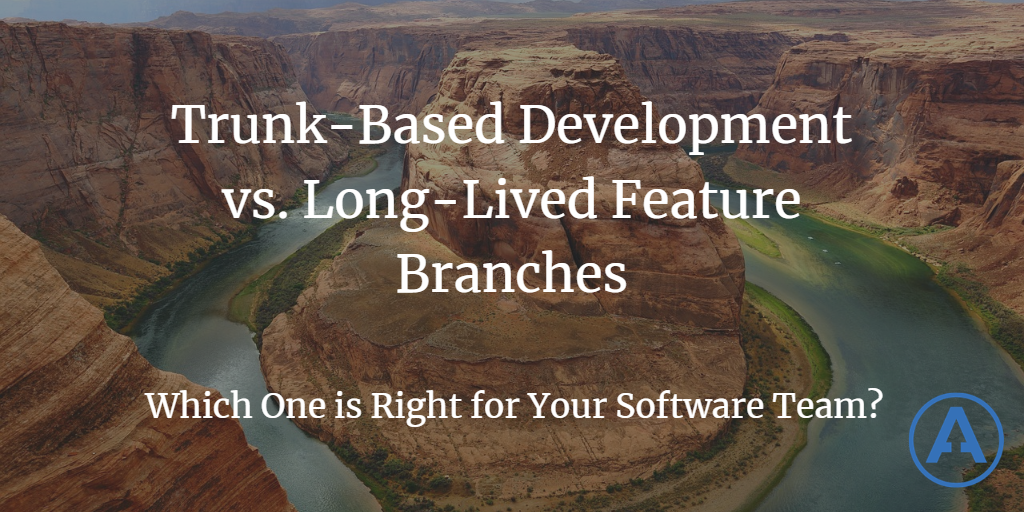 Trunk-Based Development
vs. Long-Lived Feature
Branches
Which One is Right for Your Software Team?
A